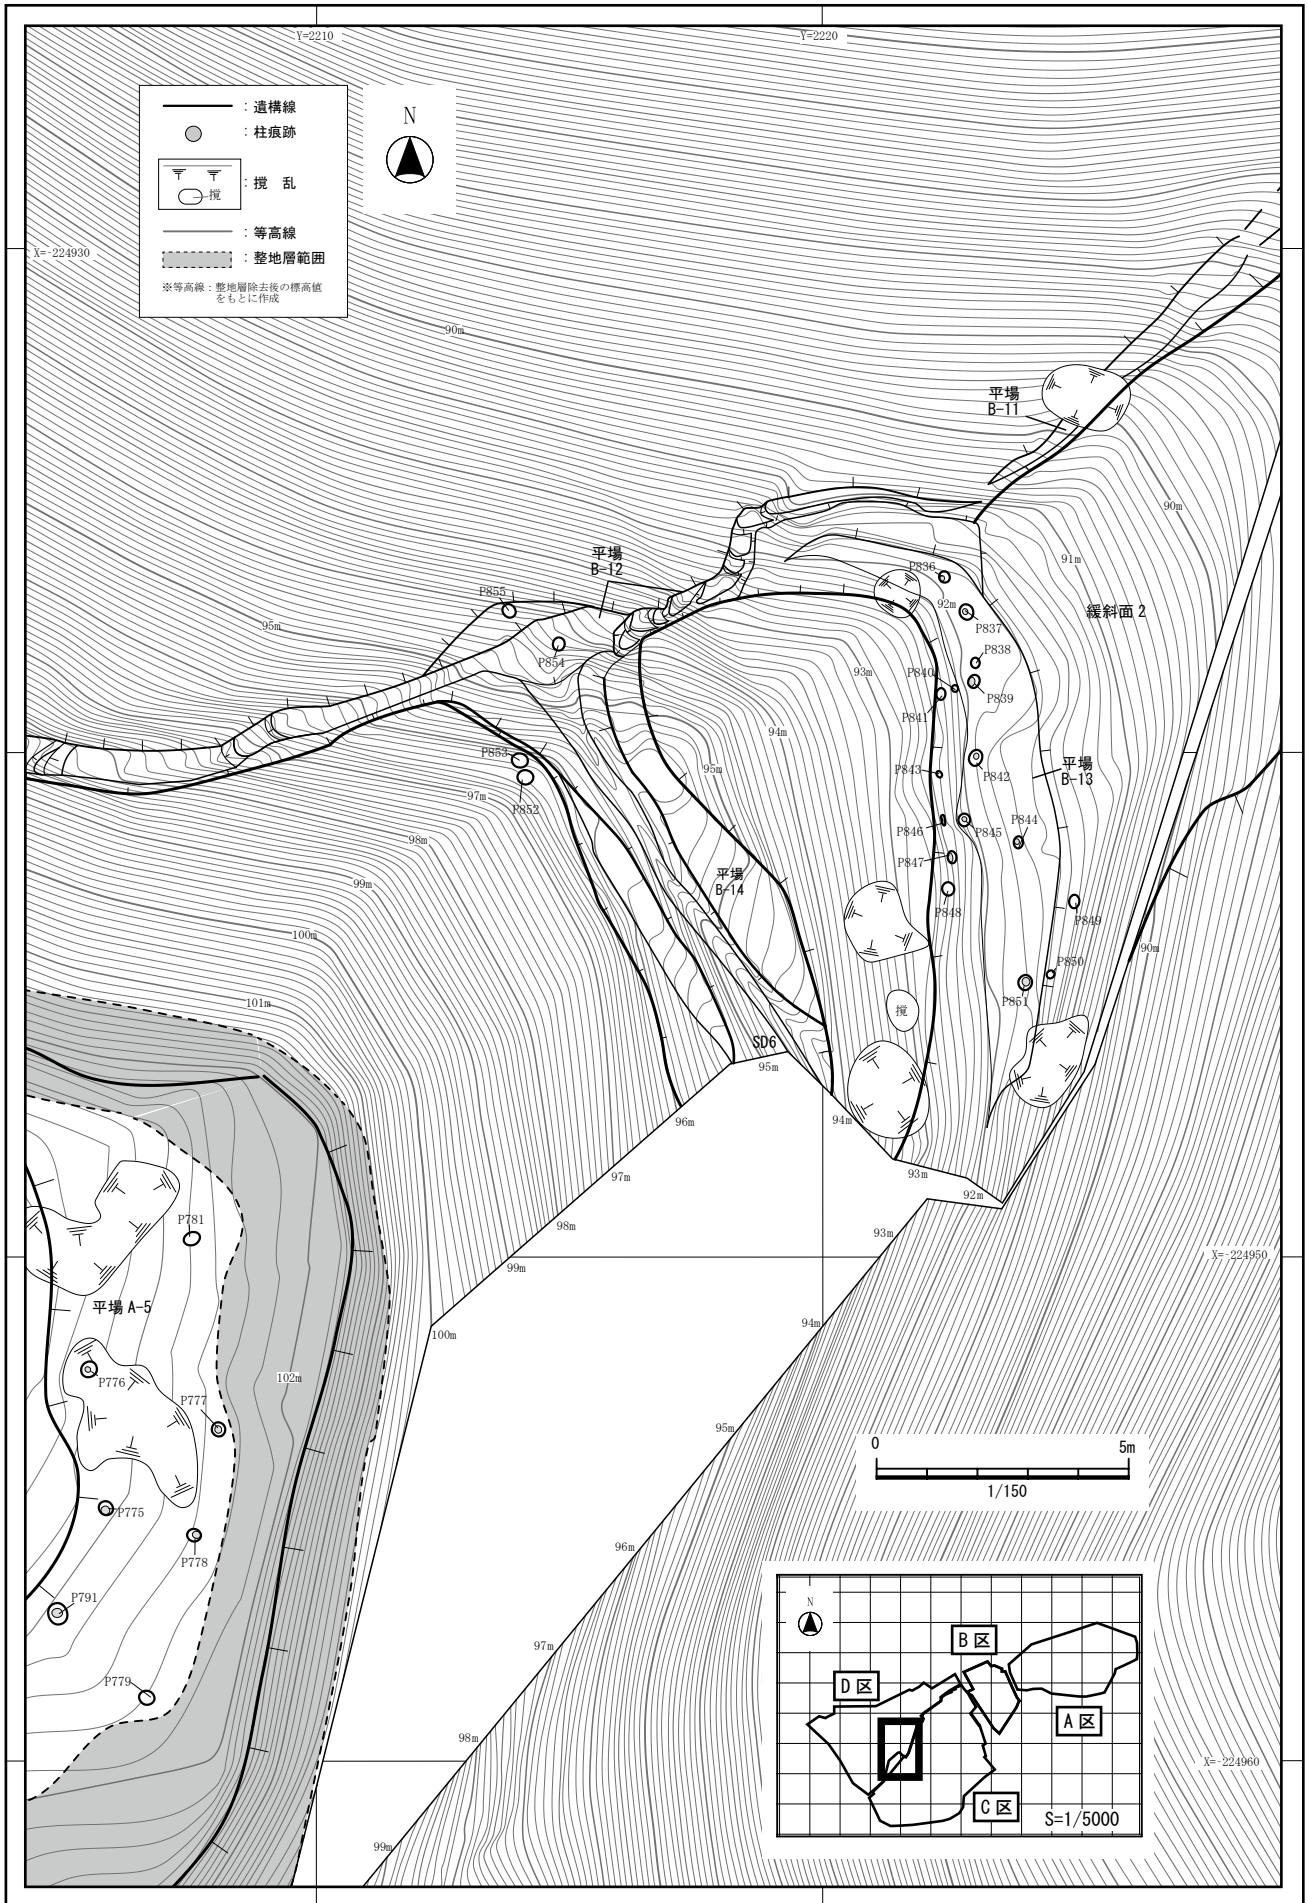 Y=2210
Y=2220
：遺構線
：柱痕跡
撹
：撹　乱
：等高線
：整地層範囲
※等高線：整地層除去後の標高値
をもとに作成
N
X=-224930
90m
平場
B-11
90m
91m
平場
B-12
P836
P855
92m
緩斜面 2
P837
95m
P838
P854
93m
P840
P839
P841
94m
P853
95m
P843
平場
B-13
97m
P842
P852
P844
P846
P845
98m
P847
平場
B-14
99m
P848
P849
100m
90m
P850
101m
P851
撹
SD6
95m
94m
96m
93m
97m
92m
P781
98m
93m
99m
X=-224950
平場 A-5
94m
100m
P776
102m
P777
95m
0
5m
1/150
P775
P778
96m
P791
N
B 区
97m
P779
D 区
A 区
98m
X=-224960
C 区
S=1/5000
99m